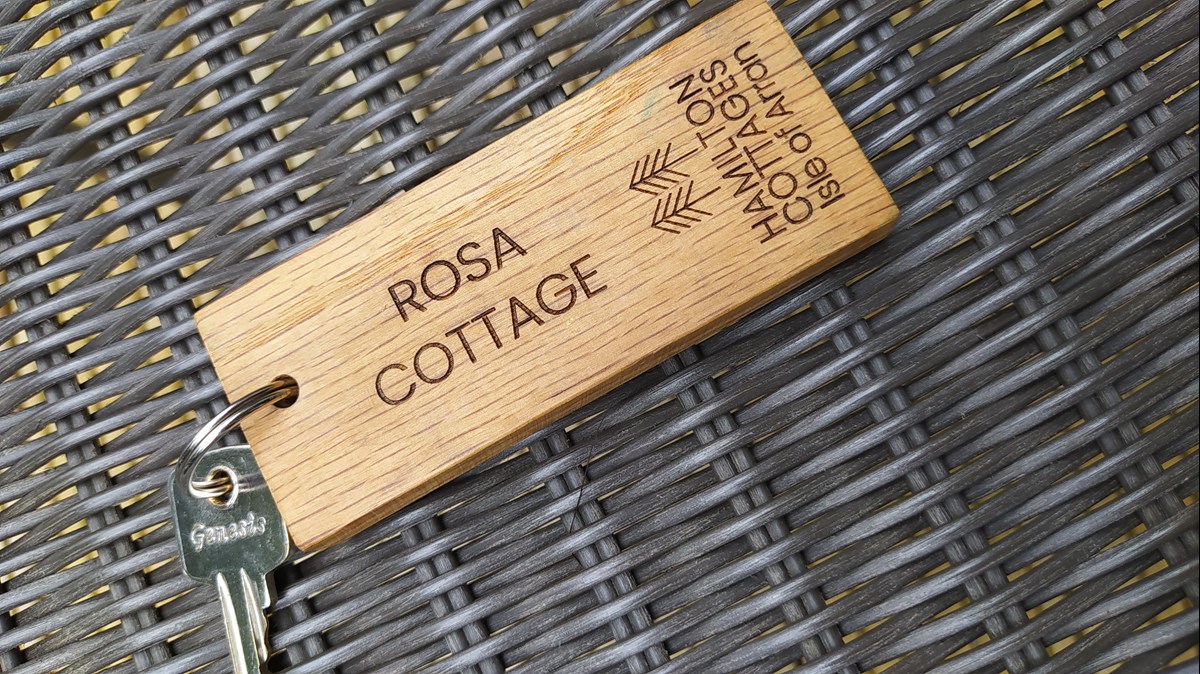 ROSA
COTTAGE
HAMILTON
COTTAGES
Isle of Arran
Genesis